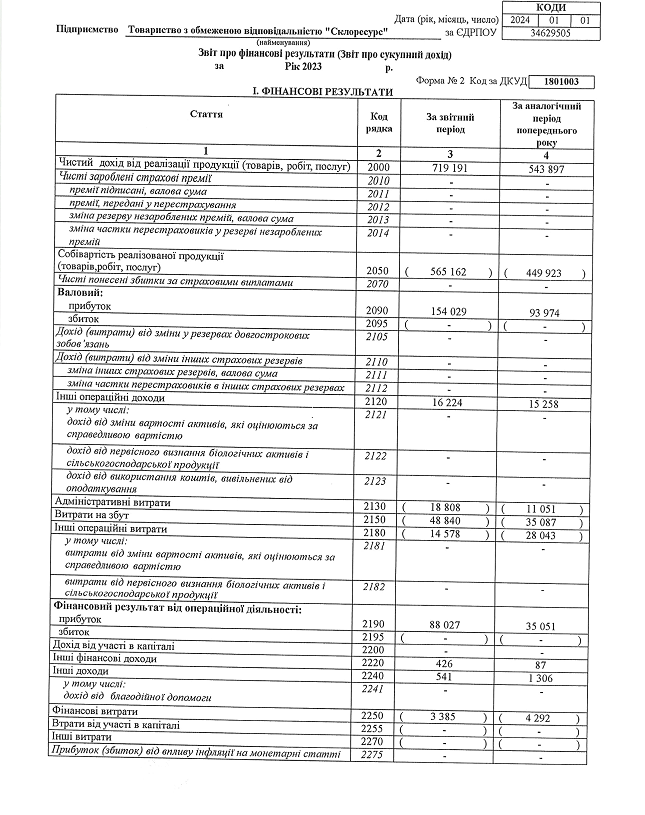 КОДИ
Дата (рік, місяць, число) 2024 01 01
Підприємство Товариство з обмеженою відповідальністю "Склоресурс" за ЄДРПОУ 34629505
(найменування)
Звіт про фінансові результати (Звіт про сукупний дохід)
за Рік 2023 р.
Форма № 2 Код за ДКУД 1801003
І. ФІНАНСОВІ РЕЗУЛЬТАТИ
Стаття Код рядка За звітний період За аналогічний період попереднього року
1 2 3 4
Чистий дохід від реалізації продукції (товарів, робіт, послуг) 2000 719 191 543 897
Чисті зароблені страхові премії 2010 - -
премії підписані, валова сума 2011 - -
премії, передані у перестрахування 2012 - -
зміна резерву незароблених премій, валова сума 2013 - -
зміна частки перестраховиків у резерві незароблених
премій 2014 - -
Собівартість реалізованої продукції
(товарів,робіт, послуг) 2050 ( 565 162 ) ( 449 923 )
Чисті понесені збитки за страховими виплатами 2070 - -
Валовий:
прибуток 2090 154 029 93 974
збиток 2095 ( - ) ( - )
Дохід (витрати) від зміни у резервах довгострокових
зобов'язань 2105 - -
Дохід (витрати) від зміни інших страхових резервів 2110 - -
зміна інших страхових резервів, валова сума 2111 - -
зміна частки перестраховиків в інших страхових резервах 2112 - -
Інші операційні доходи 2120 16 224 15 258
у тому числі: 2121 - -
дохід від зміни вартості активів, які оцінюються за
справедливою вартістю
дохід від первісного визнання біологічних активів і
сільськогосподарської продукції 2122 - -
дохід від використання коштів, вивільнених від
оподаткування 2123 - -
Адміністративні витрати 2130 ( 18 808 ) ( 11 051 )
Витрати на збут 2150 ( 48 840 ) ( 35 087 )
Інші операційні витрати 2180 ( 14 578 ) ( 28 043 )
у тому числі: 2181 - -
витрати від зміни вартості активів, які оцінюються за
справедливою вартістю
витрати від первісного визнання біологічних активів і
сільськогосподарської продукції 2182 - -
Фінансовий результат від операційної діяльності:
прибуток 2190 88 027 35 051
збиток 2195 ( - ) ( - )
Дохід від участі в капіталі 2200 - -
Інші фінансові доходи 2220 426 87
Інші доходи 2240 541 1 306
у тому числі: 2241 - -
дохід від благодійної допомоги
Фінансові витрати 2250 ( 3 385 ) ( 4 292 )
Втрати від участі в капіталі 2255 ( - ) ( - )
Інші витрати 2270 ( - ) ( - )
Прибуток (збиток) від впливу інфляції на монетарні статті 2275 - -